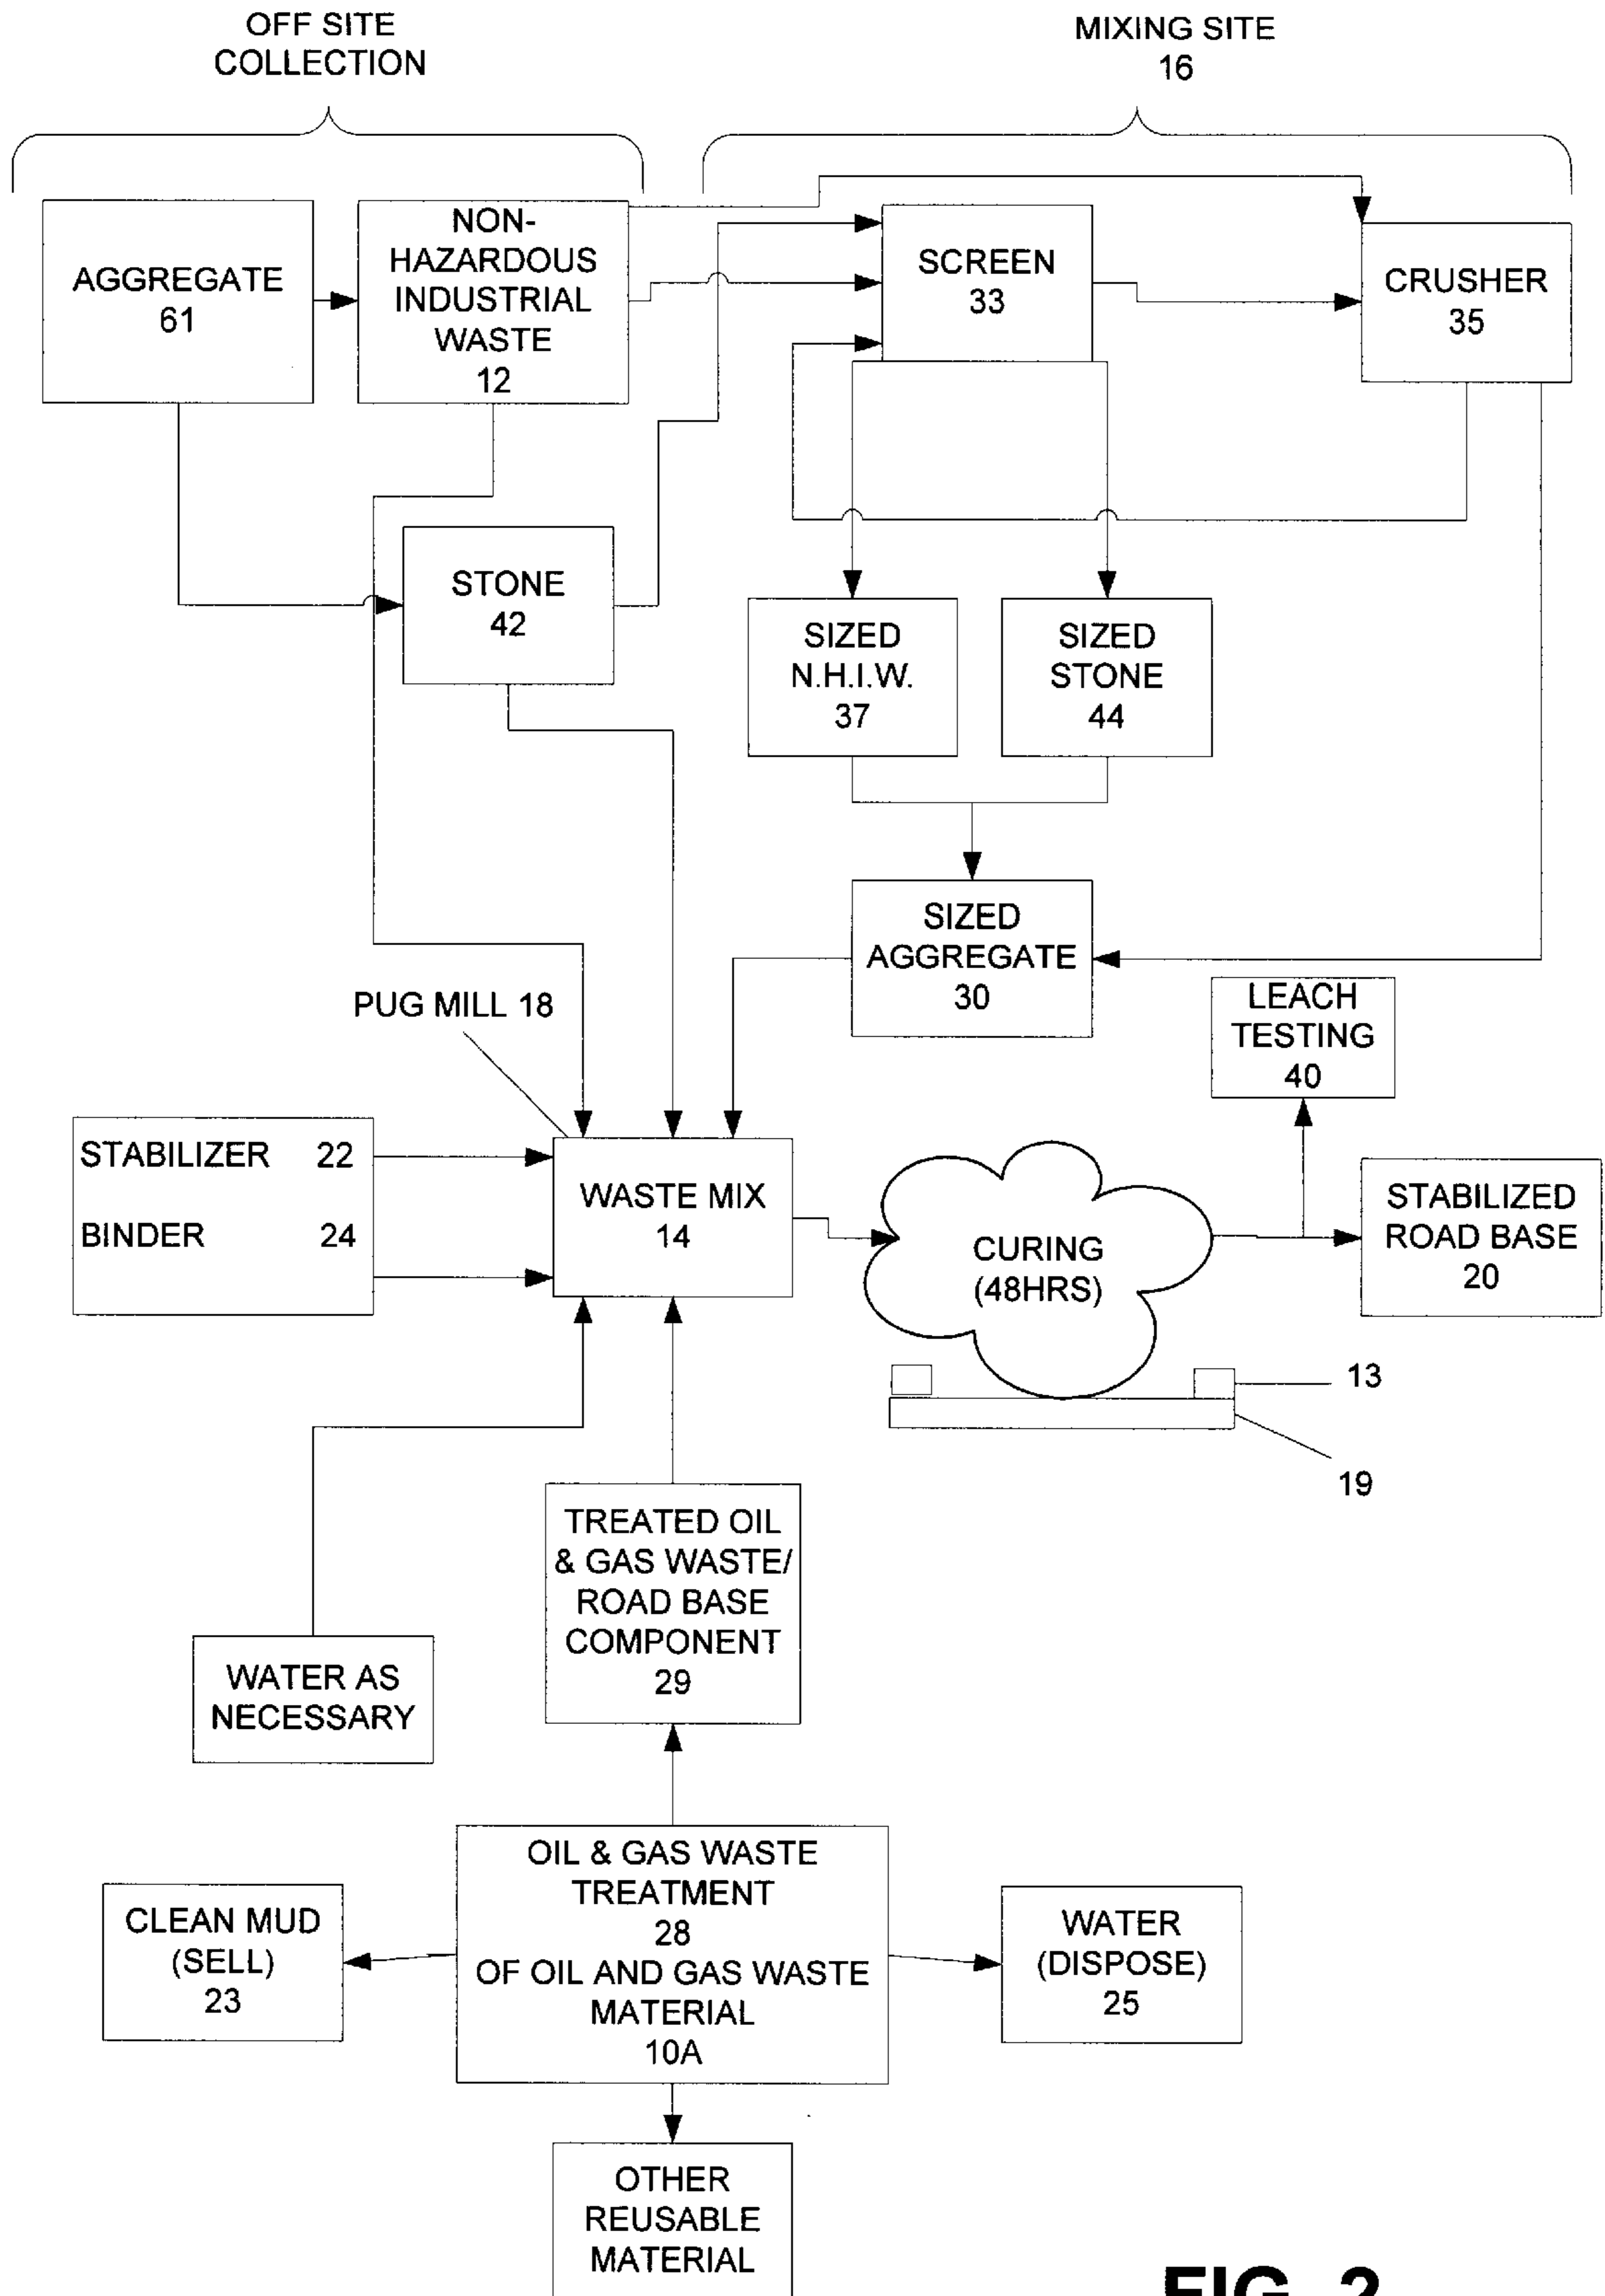 OFF SITE
COLLECTION
MIXING SITE
16
AGGREGATE
61
NON-
HAZARDOUS
INDUSTRIAL
WASTE
12
SCREEN
33
CRUSHER
35
STONE
42
SIZED
N.H.I.W.
37
SIZED
STONE
44
SIZED
AGGREGATE
30
PUG MILL 18
LEACH
TESTING
40
STABILIZER 22
BINDER 24
WASTE MIX
14
CURING
(48HRS)
STABILIZED
ROAD BASE
20
13
19
TREATED OIL
& GAS WASTE/
ROAD BASE
COMPONENT
29
WATER AS
NECESSARY
OIL & GAS WASTE
TREATMENT
28
OF OIL AND GAS WASTE
MATERIAL
10A
CLEAN MUD
(SELL)
23
WATER
(DISPOSE)
25
OTHER
REUSABLE
MATERIAL
FIG. 2